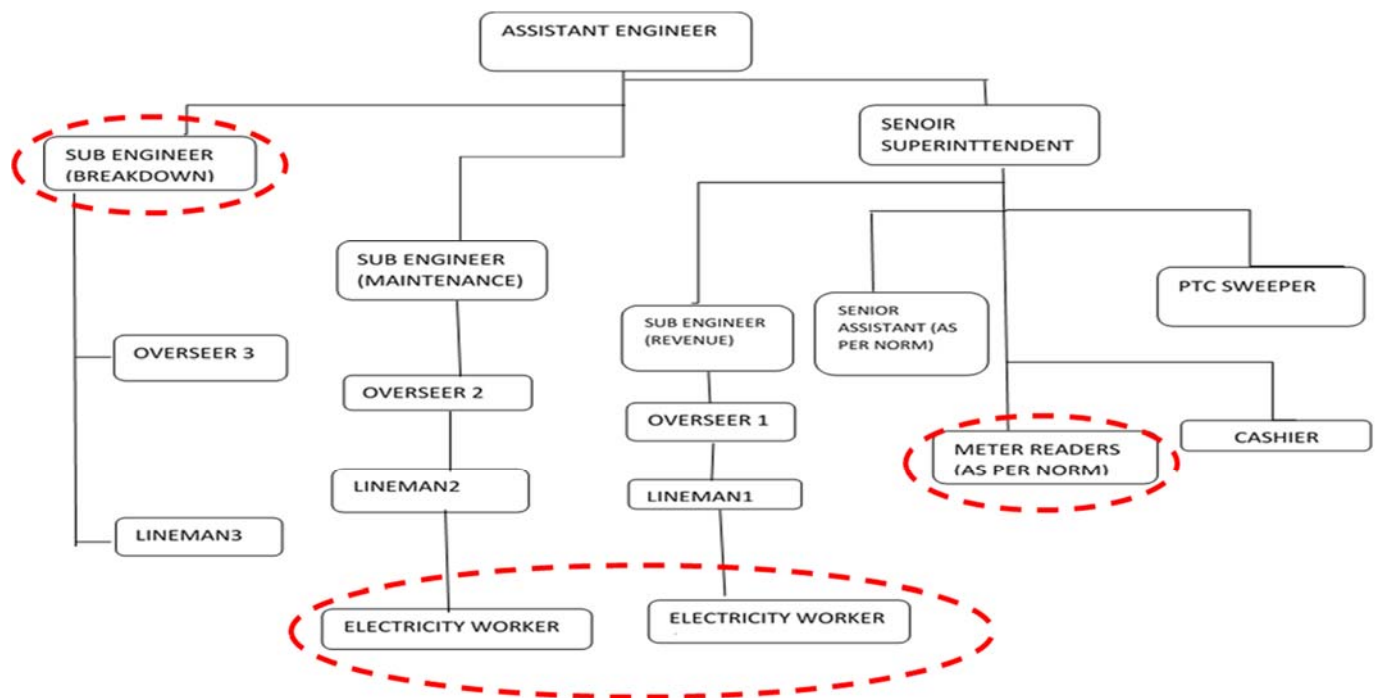 ASSISTANT ENGINEER
SENOIR
SUPERINTTENDENT
SUB ENGINEER
(BREAKDOWN)
SUB ENGINEER
(MAINTENANCE)
PTC SWEEPER
SENIOR
ASSISTANT (AS
PER NORM)
SUB ENGINEER
(REVENUE)
OVERSEER 3
OVERSEER 2
OVERSEER 1
CASHIER
METER READERS
(AS PER NORM)
LINEMAN2
LINEMAN1
LINEMAN3
ELECTRICITY WORKER
ELECTRICITY WORKER